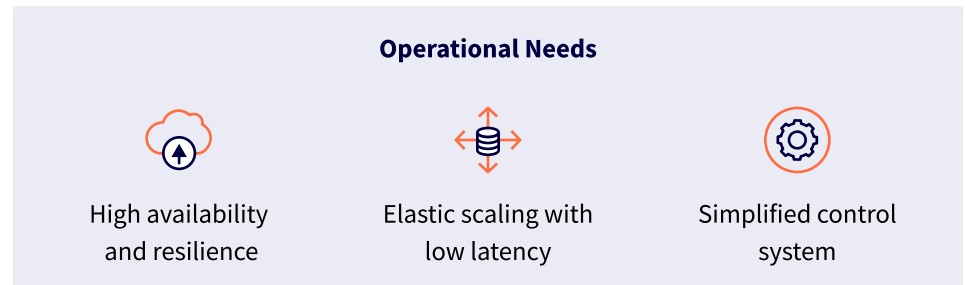 Operational Needs
High availability
and resilience
Elastic scaling with
low latency
Simplified control
system